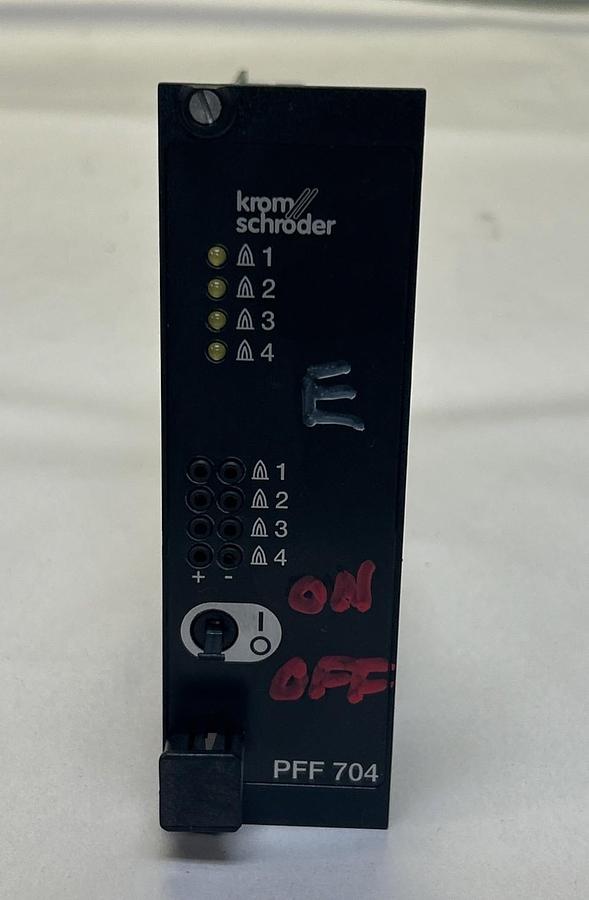 krom
schroder
1
2
3
4
E
1
2
3
4
+ -
ON
I
O
OFF
PFF 704